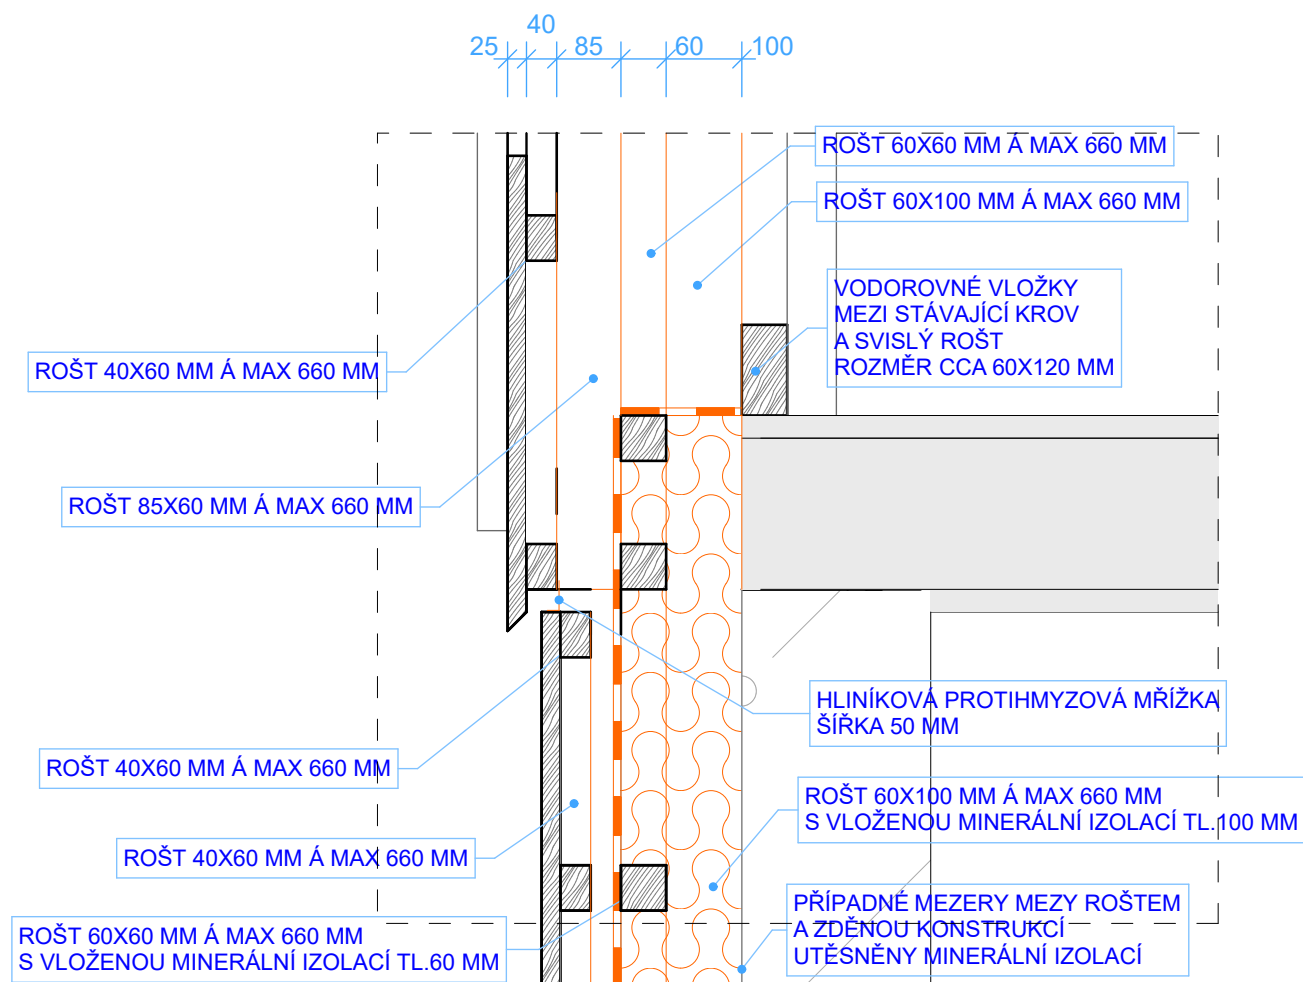 40
25
85
60
100
ROŠT 60X60 MM Á MAX 660 MM
ROŠT 60X100 MM Á MAX 660 MM
VODOROVNÉ VLOŽKY
MEZI STÁVAJÍCÍ KROV
A SVISLÝ ROŠT
ROZMĚR CCA 60X120 MM
ROŠT 40X60 MM Á MAX 660 MM
ROŠT 85X60 MM Á MAX 660 MM
HLINÍKOVÁ PROTIHMYZOVÁ MŘÍŽKA
ŠÍŘKA 50 MM
ROŠT 40X60 MM Á MAX 660 MM
ROŠT 60X100 MM Á MAX 660 MM
S VLOŽENOU MINERÁLNÍ IZOLACÍ TL.100 MM
ROŠT 40X60 MM Á MAX 660 MM
PŘÍPADNÉ MEZERY MEZY ROŠTEM
A ZDĚNOU KONSTRUKCÍ
UTĚSNĚNY MINERÁLNÍ IZOLACÍ
ROŠT 60X60 MM Á MAX 660 MM
S VLOŽENOU MINERÁLNÍ IZOLACÍ TL.60 MM